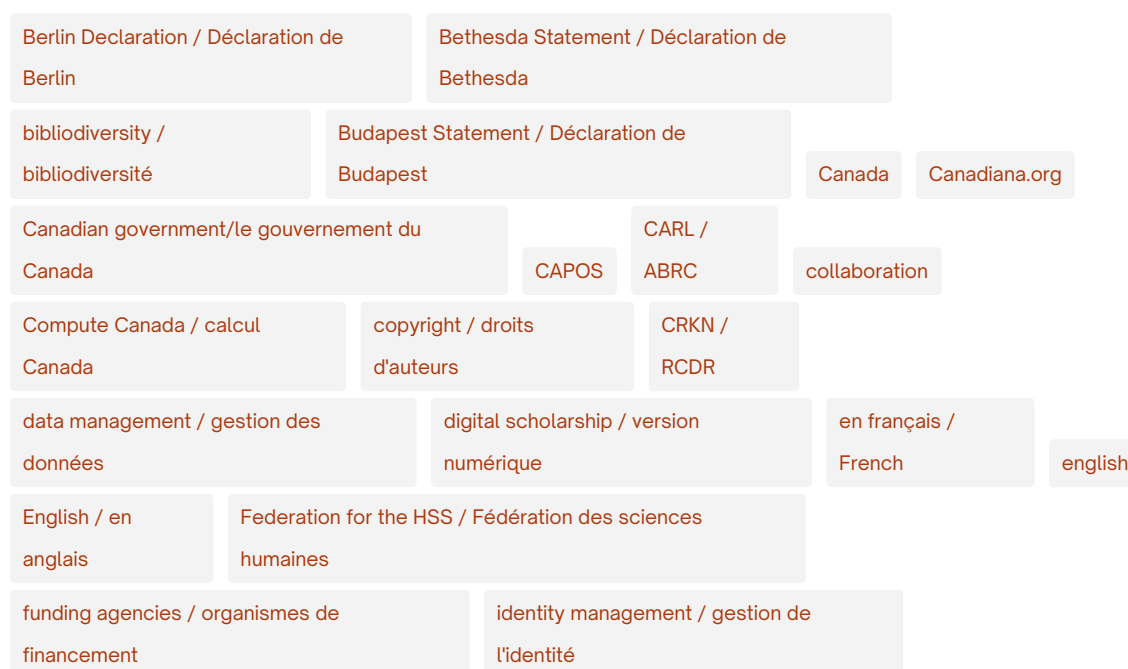 Berlin Declaration / Déclaration de
Berlin
Bethesda Statement / Déclaration de
Bethesda
bibliodiversity /
bibliodiversité
Budapest Statement / Déclaration de
Budapest
Canada
Canadiana.org
Canadian government/le gouvernement du
Canada
CAPOS
CARL /
ABRC
collaboration
Compute Canada / calcul
Canada
copyright / droits
d'auteurs
CRKN /
RCDR
data management / gestion des
données
digital scholarship / version
numérique
en français /
French
english
English / en
anglais
Federation for the HSS / Fédération des sciences
humaines
funding agencies / organismes de
financement
identity management / gestion de
l'identité